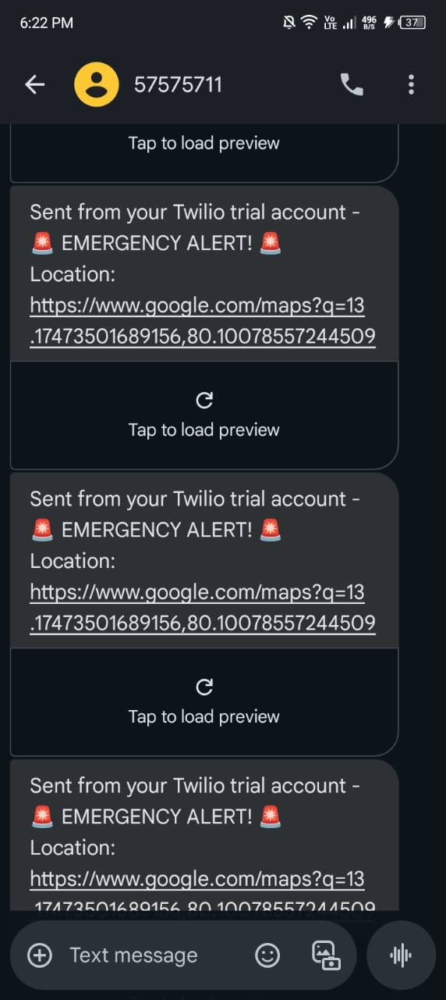 6:22 PM
Vo LTE 496 B/S 37
57575711
Tap to load preview
Sent from your Twilio trial account -
🚨 EMERGENCY ALERT! 🚨
Location:
https://www.google.com/maps?q=13
.17473501689156,80.10078557244509
Tap to load preview
Sent from your Twilio trial account -
🚨 EMERGENCY ALERT! 🚨
Location:
https://www.google.com/maps?q=13
.17473501689156,80.10078557244509
Tap to load preview
Sent from your Twilio trial account -
🚨 EMERGENCY ALERT! 🚨
Location:
https://www.google.com/maps?q=13
.17473501689156,80.10078557244509
Text message